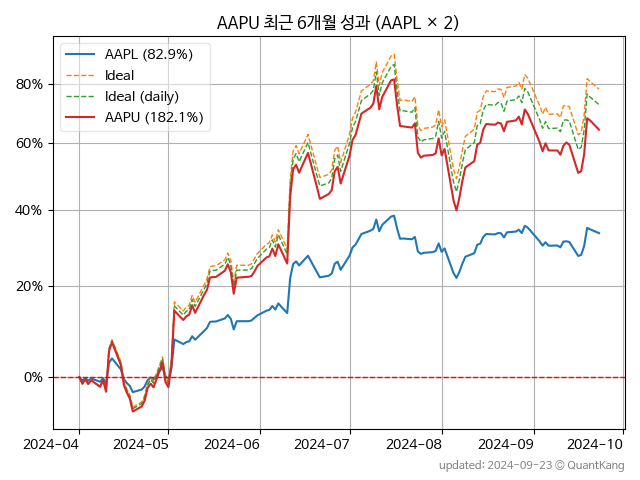 AAPU 최근 6개월 성과 (AAPL × 2)
AAPL (82.9%)
Ideal
Ideal (daily)
AAPU (182.1%)
80%
60%
40%
20%
0%
2024-04 2024-05 2024-06 2024-07 2024-08 2024-09 2024-10
updated: 2024-09-23 © QuantKang